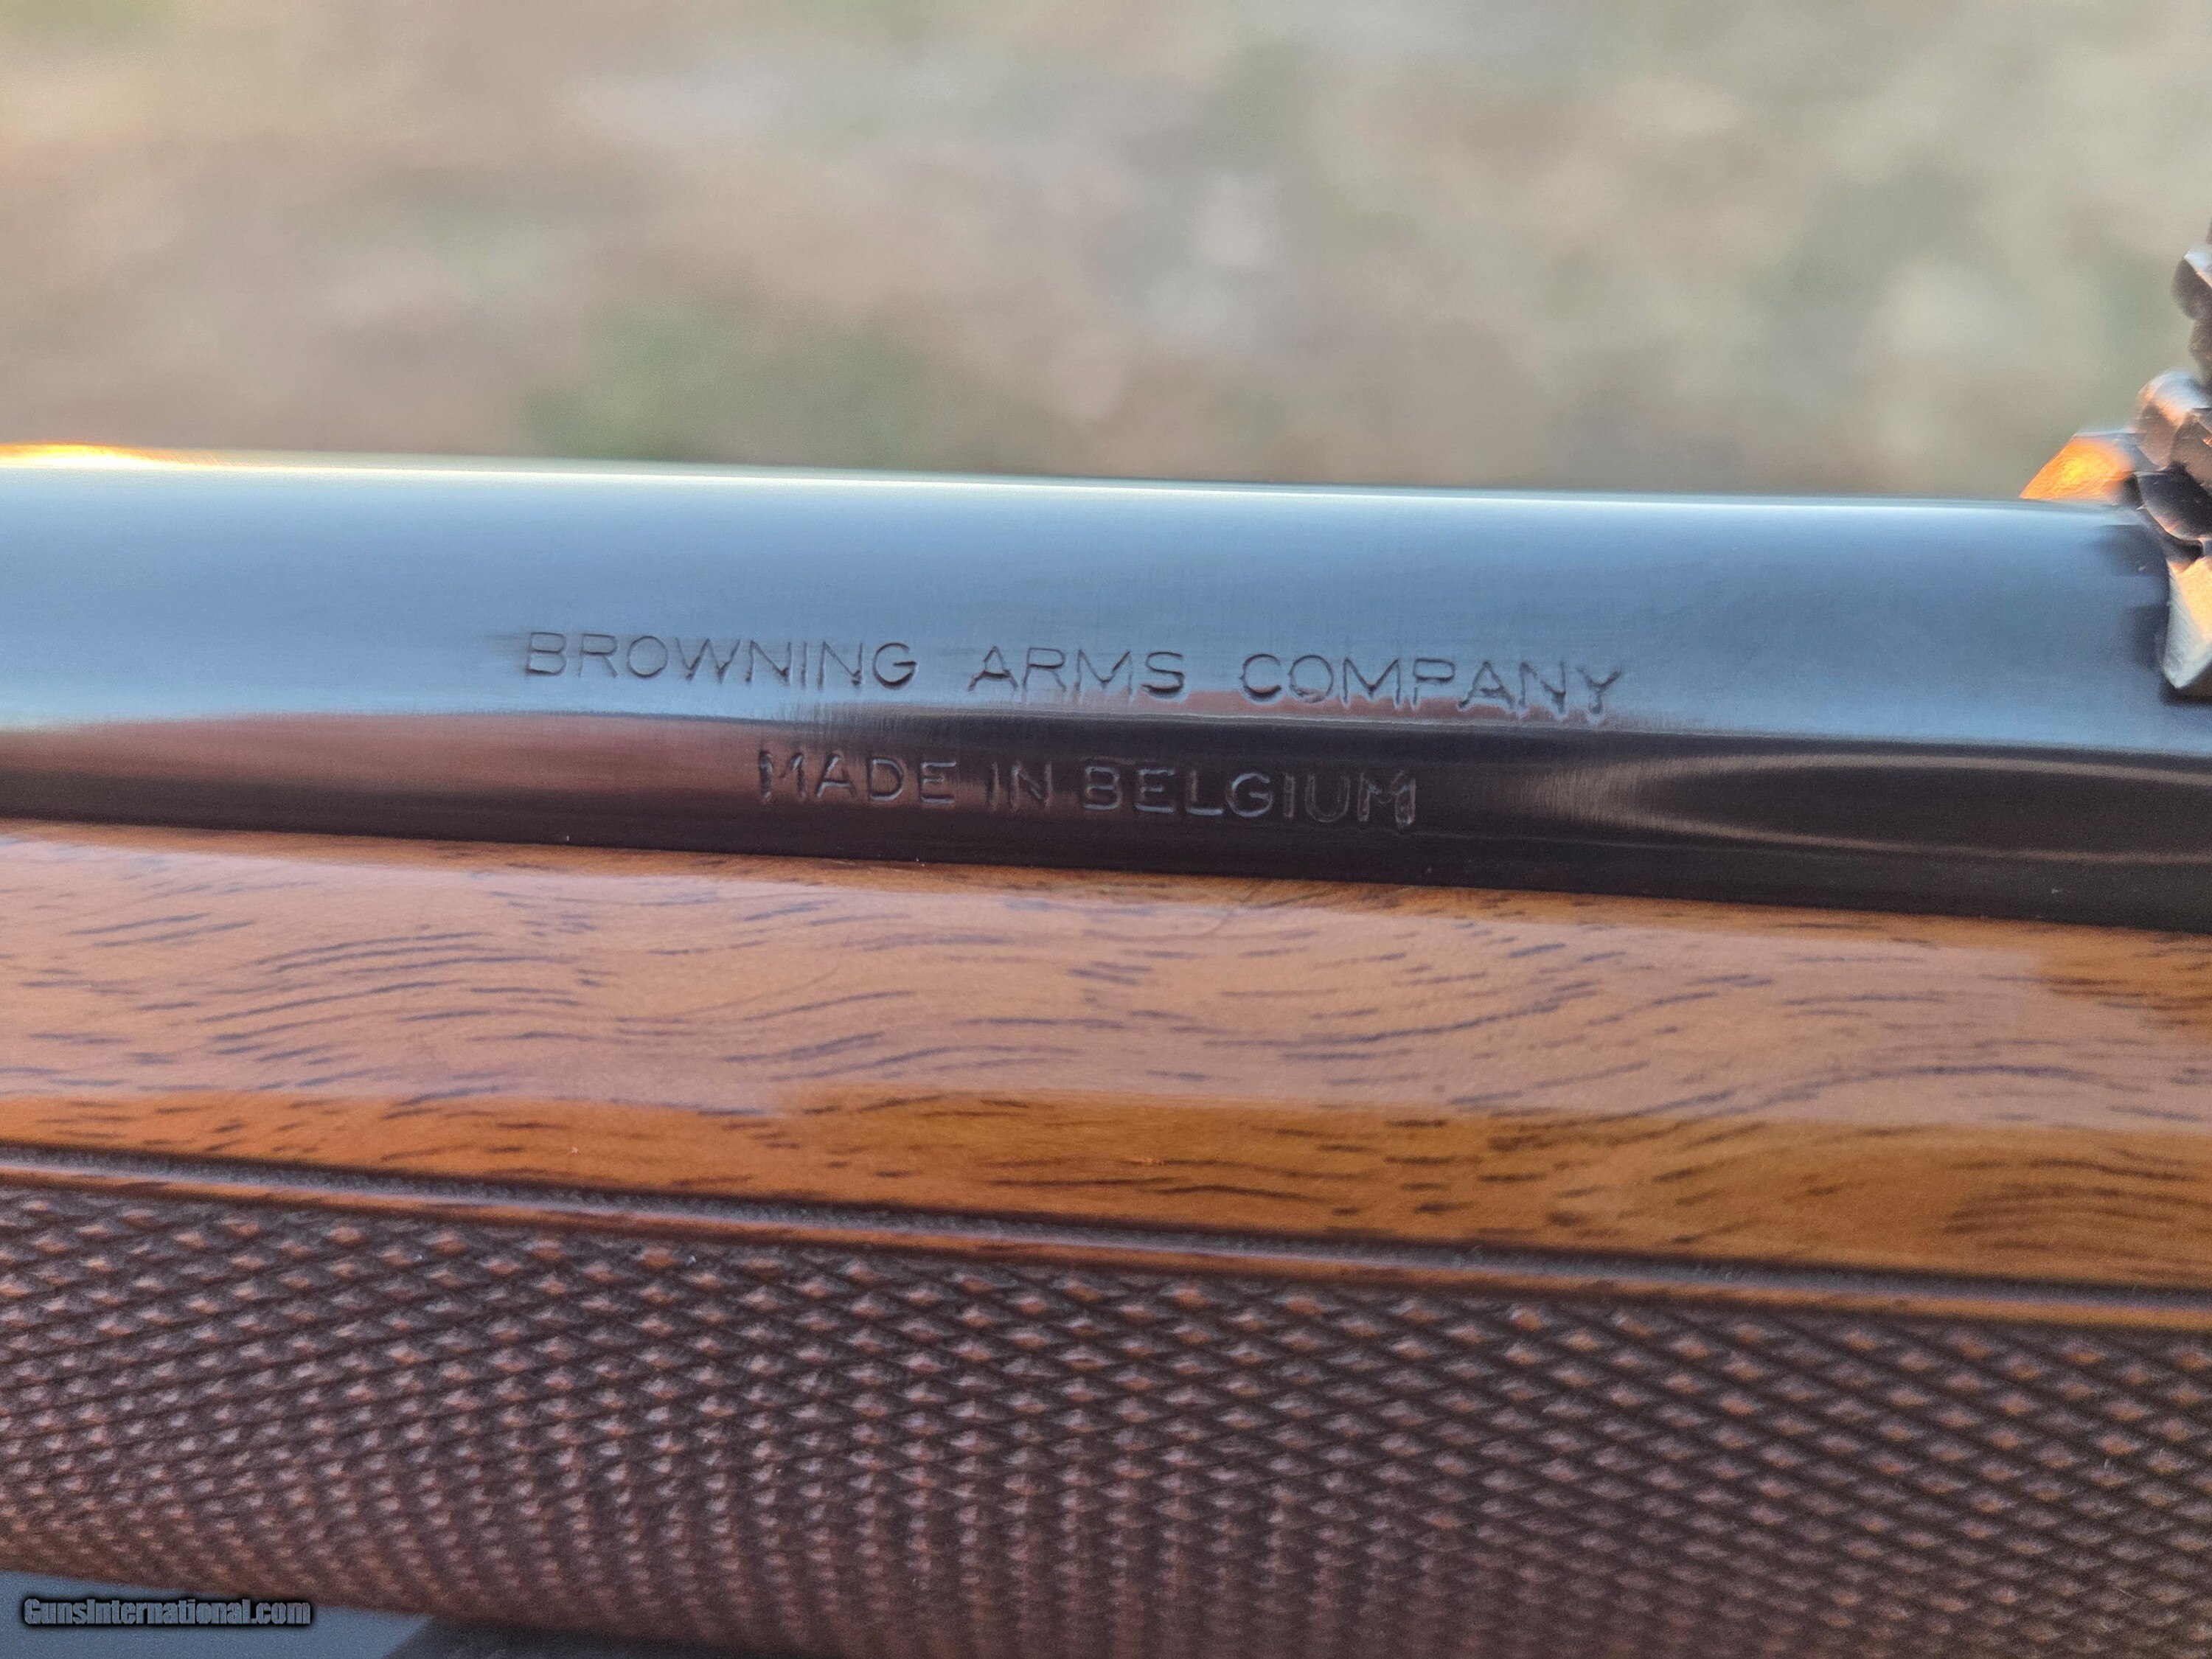 BROWNING ARMS COMPANY
MADE IN BELGIUM
GunsInternational.com